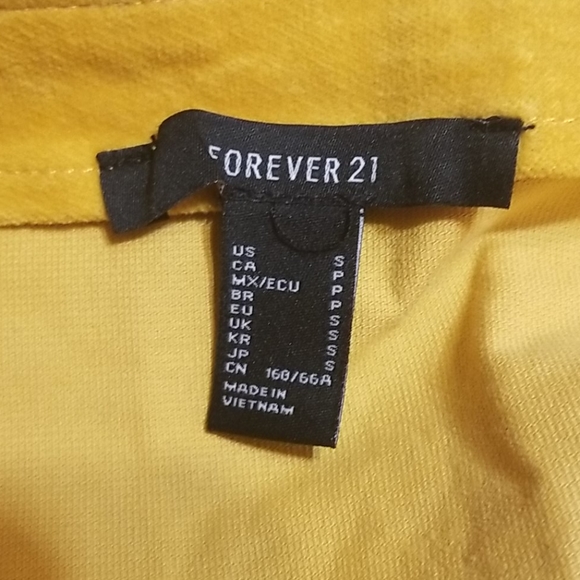 FOREVER 21
US S
CA P
MX/ECU P
BR P
EU S
UK S
KR S
JP S
CN 160/66A
MADE IN
VIETNAM